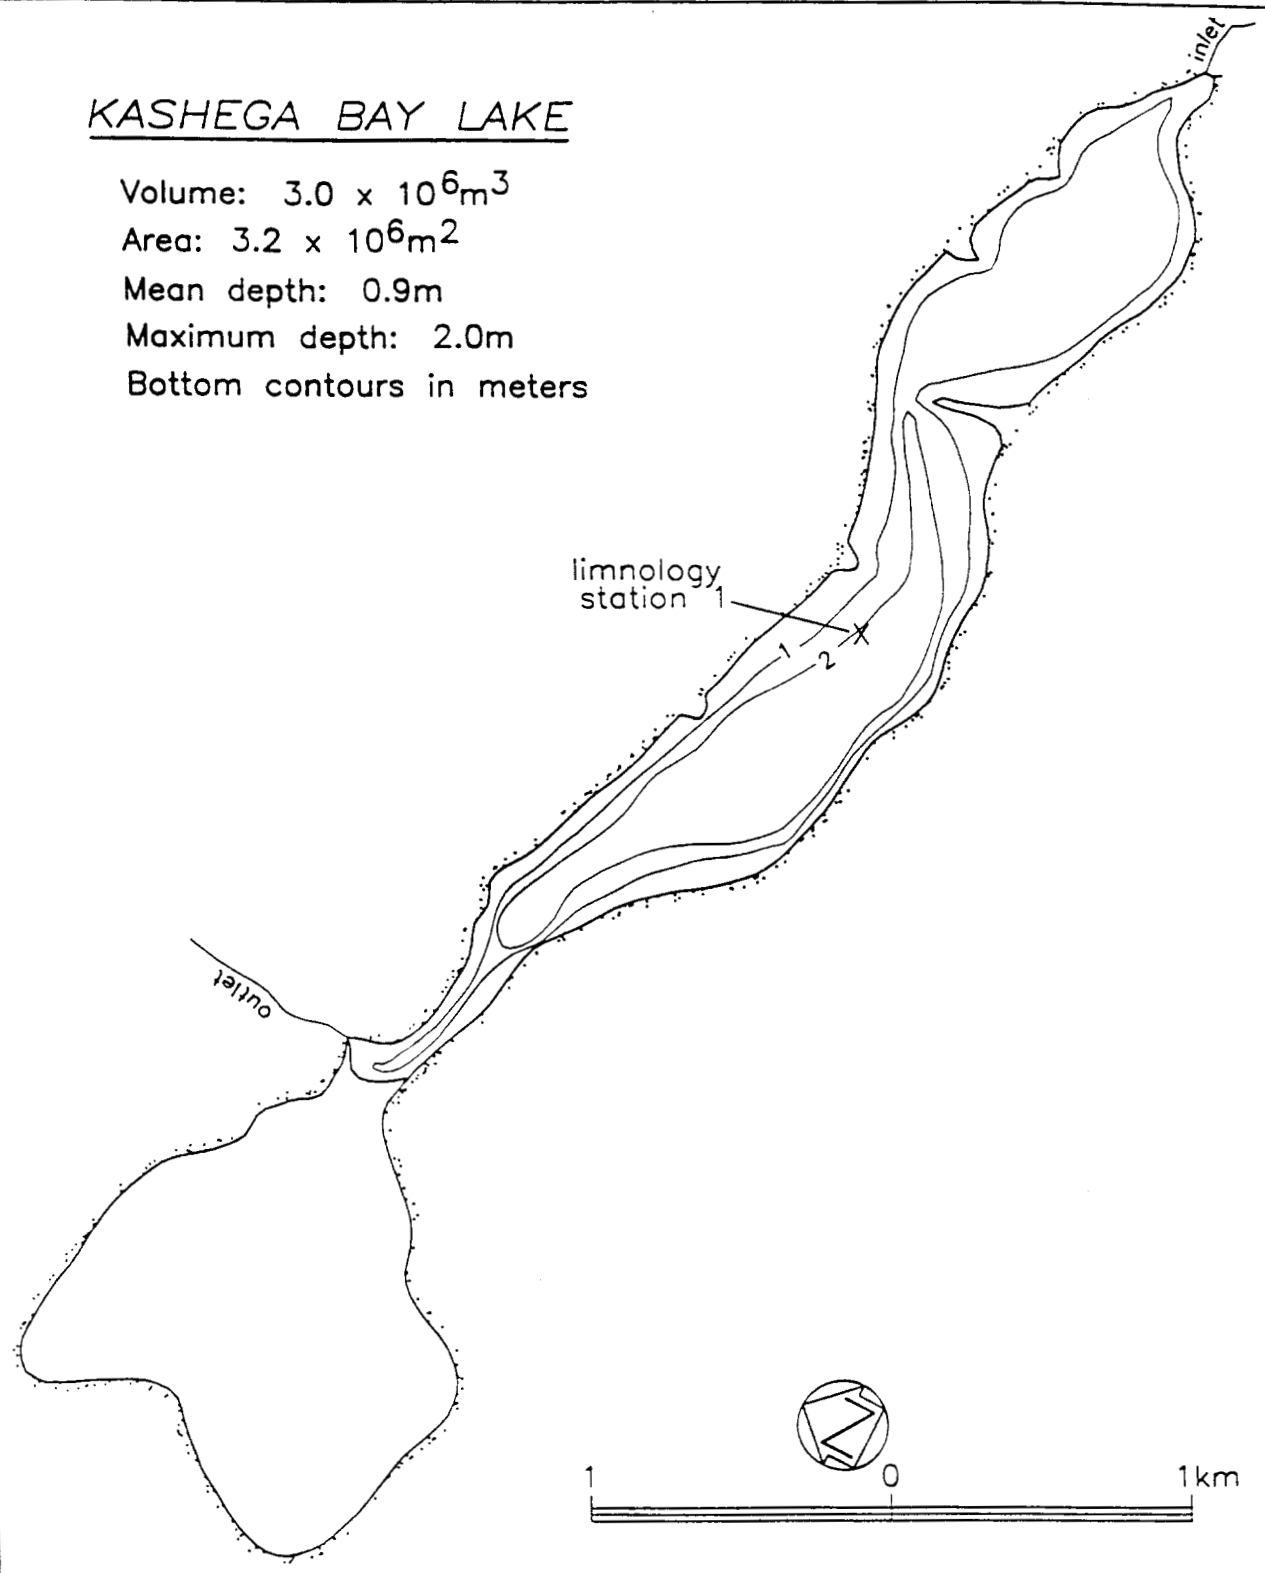 inlet
KASHEGA BAY LAKE
Volume: 3.0 x 10⁶m³
Area: 3.2 x 10⁶m²
Mean depth: 0.9m
Maximum depth: 2.0m
Bottom contours in meters
limnology
station 1
1
2
outlet
N
1 0 1km